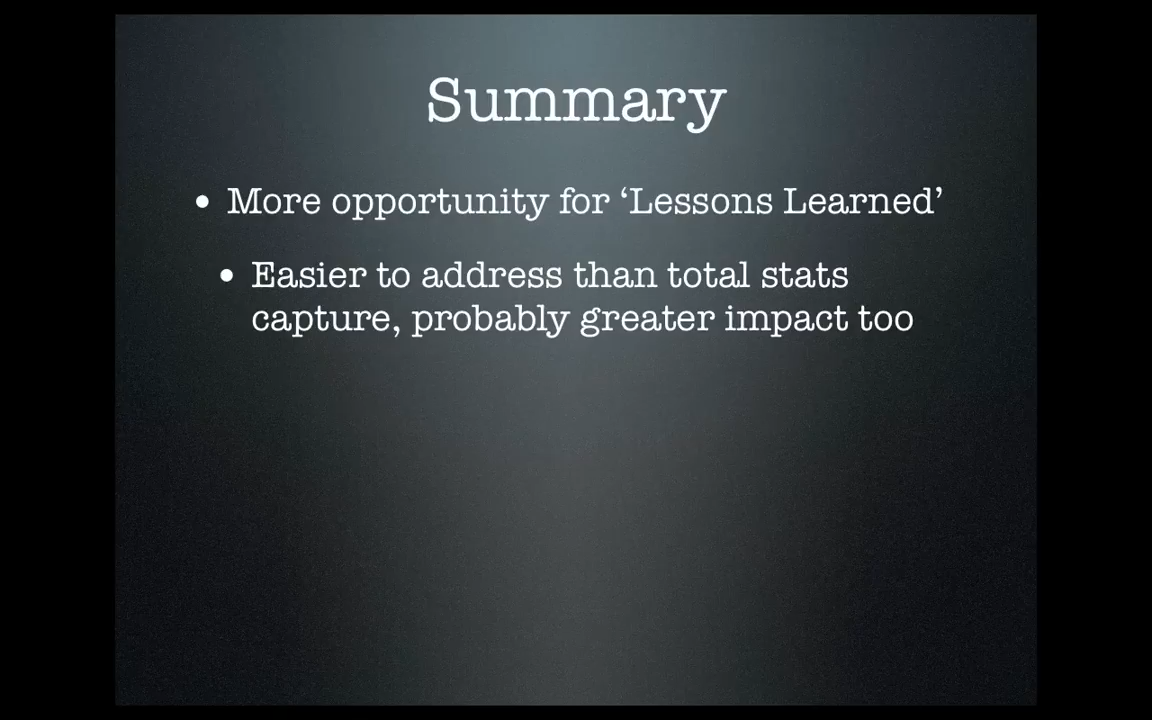 Summary
• More opportunity for ‘Lessons Learned’
• Easier to address than total stats
capture, probably greater impact too